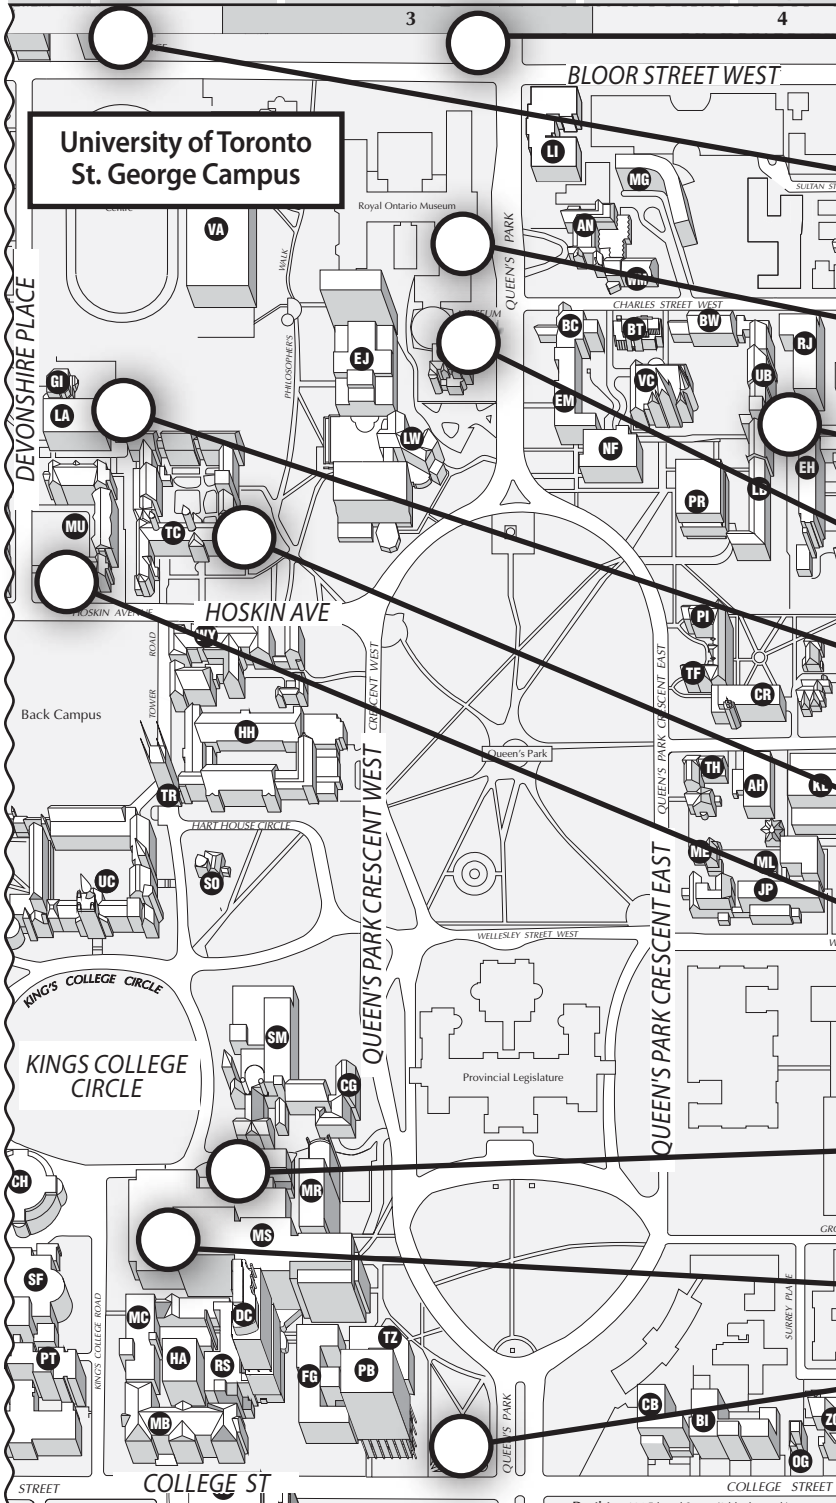 3
4
BLOOR STREET WEST
University of Toronto
St. George Campus
LI
MG
SULTAN
VA
Royal Ontario Museum
AN
WM
QUEEN'S PARK
WALK
CHARLES STREET WEST
DEVONSHIRE PLACE
PHILOSOPHER'S
BC
BT
BW
RJ
EJ
GI
LA
VC
UB
EM
LW
NF
EH
PR
LB
MU
TC
HOSKIN AVENUE
HOSKIN AVE
WY
PI
TF
CR
TOWER ROAD
Back Campus
HH
CRESCENT WEST
QUEEN'S PARK CRESCENT EAST
Queen's Park
TH
AH
TR
HART HOUSE CIRCLE
QUEEN'S PARK CRESCENT WEST
ME
ML
JP
UC
SO
QUEEN'S PARK CRESCENT EAST
WELLESLEY STREET WEST
KING'S COLLEGE CIRCLE
SM
KINGS COLLEGE
CIRCLE
CG
Provincial Legislature
CH
MR
MS
SF
MC
DC
KING'S COLLEGE ROAD
SURREY PLACE
TZ
PT
HA
RS
FG
PB
MB
QUEEN'S PARK
CB
BI
OG
STREET
COLLEGE ST
COLLEGE STREET